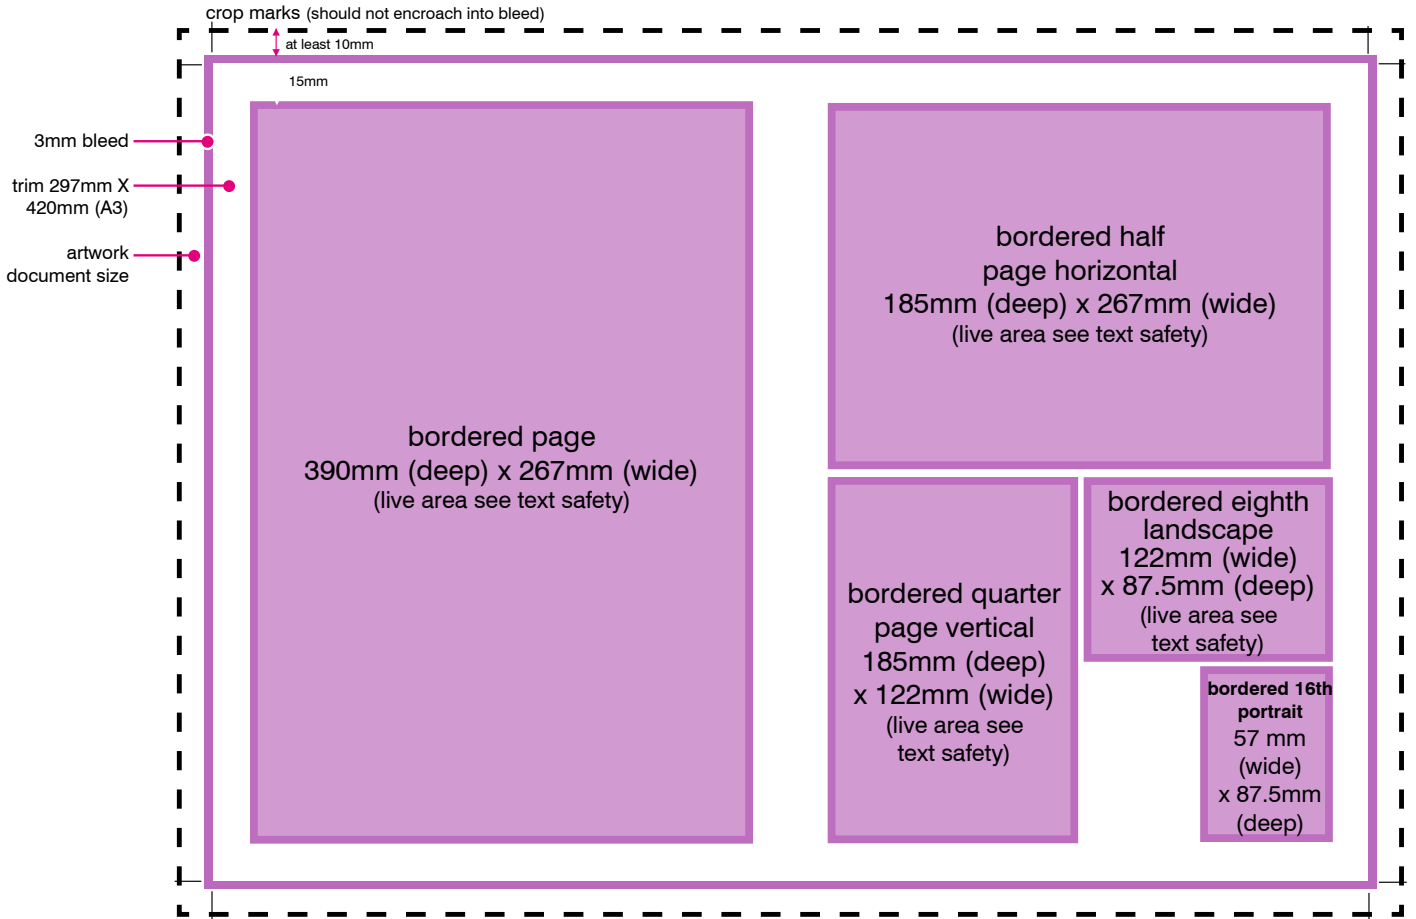 crop marks (should not encroach into bleed)
at least 10mm
15mm
3mm bleed
trim 297mm X
420mm (A3)
artwork
document size
bordered page
390mm (deep) x 267mm (wide)
(live area see text safety)
bordered half
page horizontal
185mm (deep) x 267mm (wide)
(live area see text safety)
bordered quarter
page vertical
185mm (deep)
x 122mm (wide)
(live area see
text safety)
bordered eighth
landscape
122mm (wide)
x 87.5mm (deep)
(live area see
text safety)
bordered 16th
portrait
57 mm
(wide)
x 87.5mm
(deep)